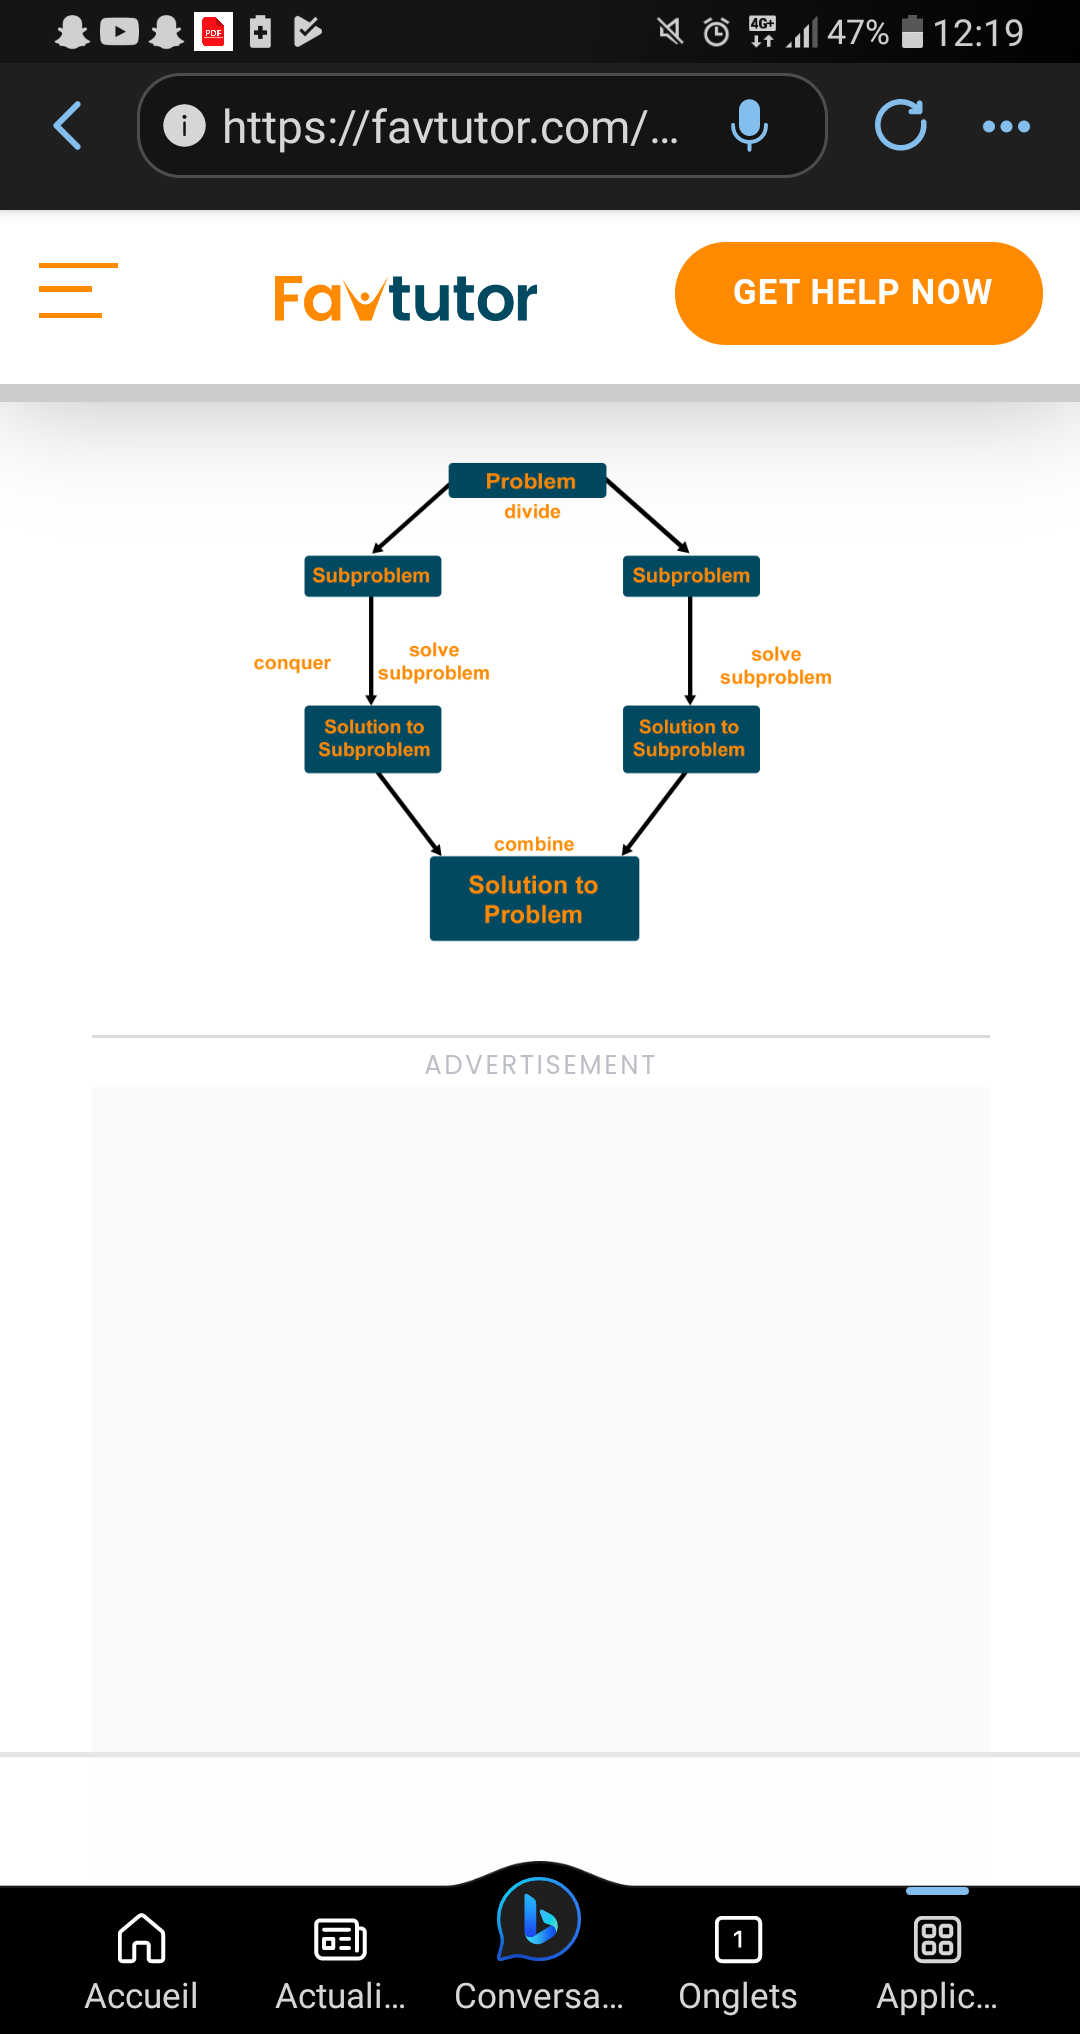 4G+ 47% 12:19
https://favtutor.com/...
Favtutor
GET HELP NOW
Problem
divide
Subproblem Subproblem
conquer
solve
subproblem
solve
subproblem
Solution to
Subproblem
Solution to
Subproblem
combine
Solution to
Problem
ADVERTISEMENT
1
Accueil Actuali... Conversa... Onglets Applic...